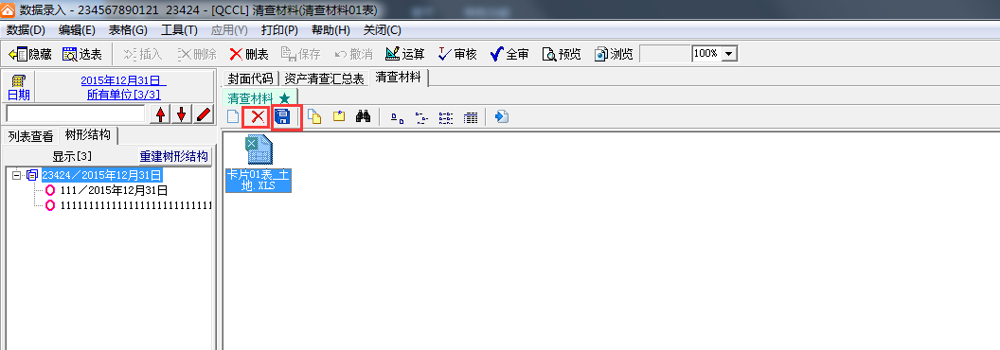 数据录入 - 234567890121 23424 - [QCCL] 清查材料(清查材料01表)
数据(D) 编辑(E) 表格(G) 工具(T) 应用(Y) 打印(P) 帮助(H) 关闭(C)
隐藏 选表 插入 删除 删表 保存 撤消 运算 审核 全审 预览 浏览 100%
日期
2015年12月31日
所有单位[3/3]
封面代码 资产清查汇总表 清查材料
清查材料 ★
列表查看 树形结构
显示[3] 重建树形结构
23424／2015年12月31日
111／2015年12月31日
1111111111111111111111111
卡片01表_土
地.XLS